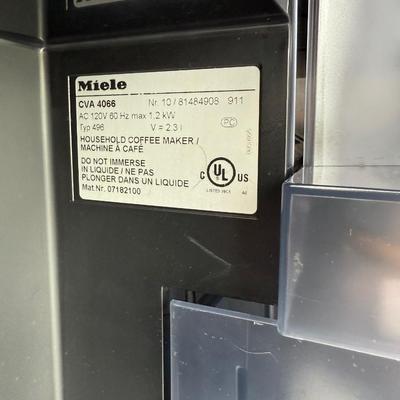 Miele
CVA 4066 Nr. 10 / 81484908 911
AC 120V 60 Hz max 1,2 kW
Typ 496 V = 2.3 l PC
HOUSEHOLD COFFEE MAKER /
MACHINE À CAFÉ
DO NOT IMMERSE
IN LIQUIDE / NE PAS
PLONGER DANS UN LIQUIDE
Mat.Nr. 07182100
C UL US
LISTED